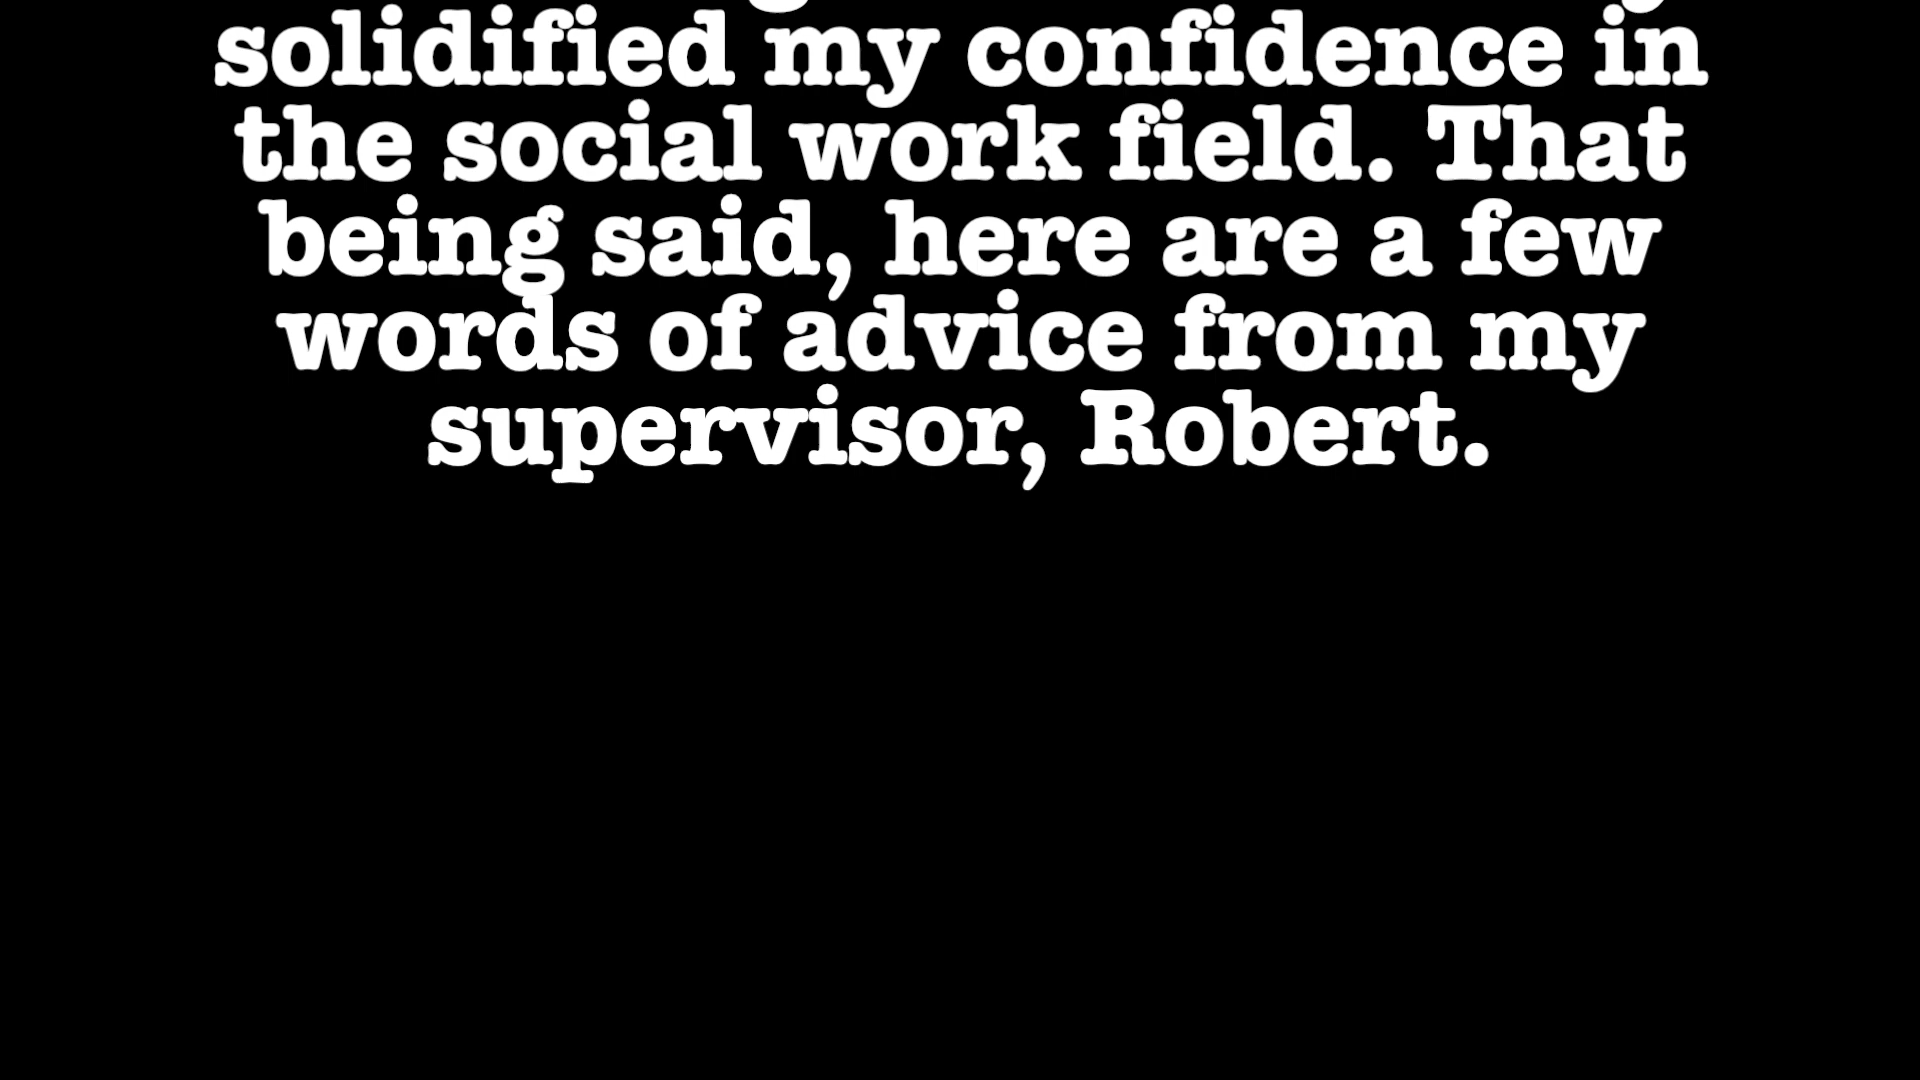 solidified my confidence in
the social work field. That
being said, here are a few
words of advice from my
supervisor, Robert.